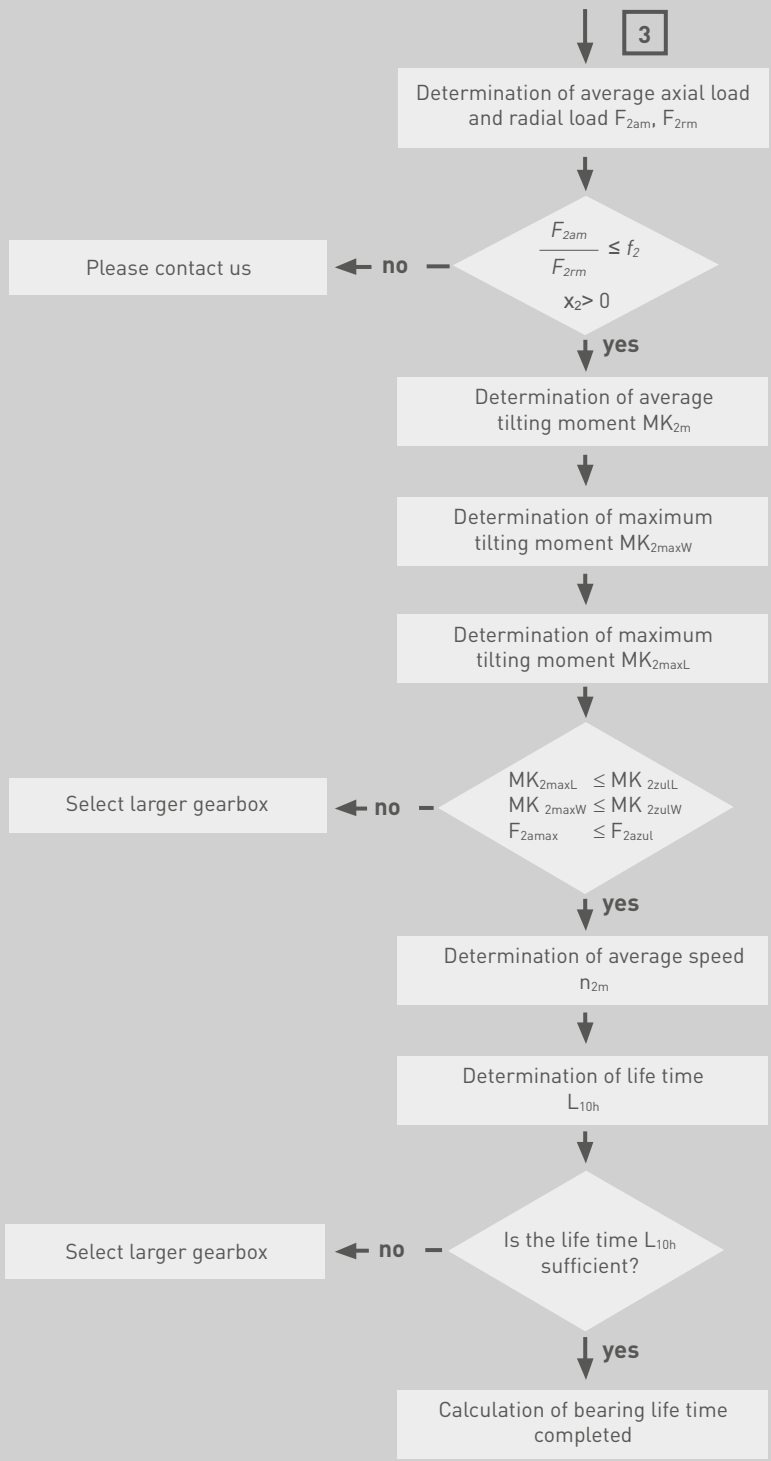 3
Determination of average axial load
and radial load F₂ₐₘ, F₂ᵣₘ
F₂ₐₘ
≤ f₂
F₂ᵣₘ
x₂> 0
no
Please contact us
yes
Determination of average
tilting moment MK₂ₘ
Determination of maximum
tilting moment MK2maxW
Determination of maximum
tilting moment MK2maxL
MK2maxL ≤ MK 2zulL
MK 2maxW ≤ MK 2zulW
F2amax ≤ F2azul
no
Select larger gearbox
yes
Determination of average speed
n₂ₘ
Determination of life time
L₁₀ₕ
Is the life time L₁₀ₕ
sufficient?
no
Select larger gearbox
yes
Calculation of bearing life time
completed